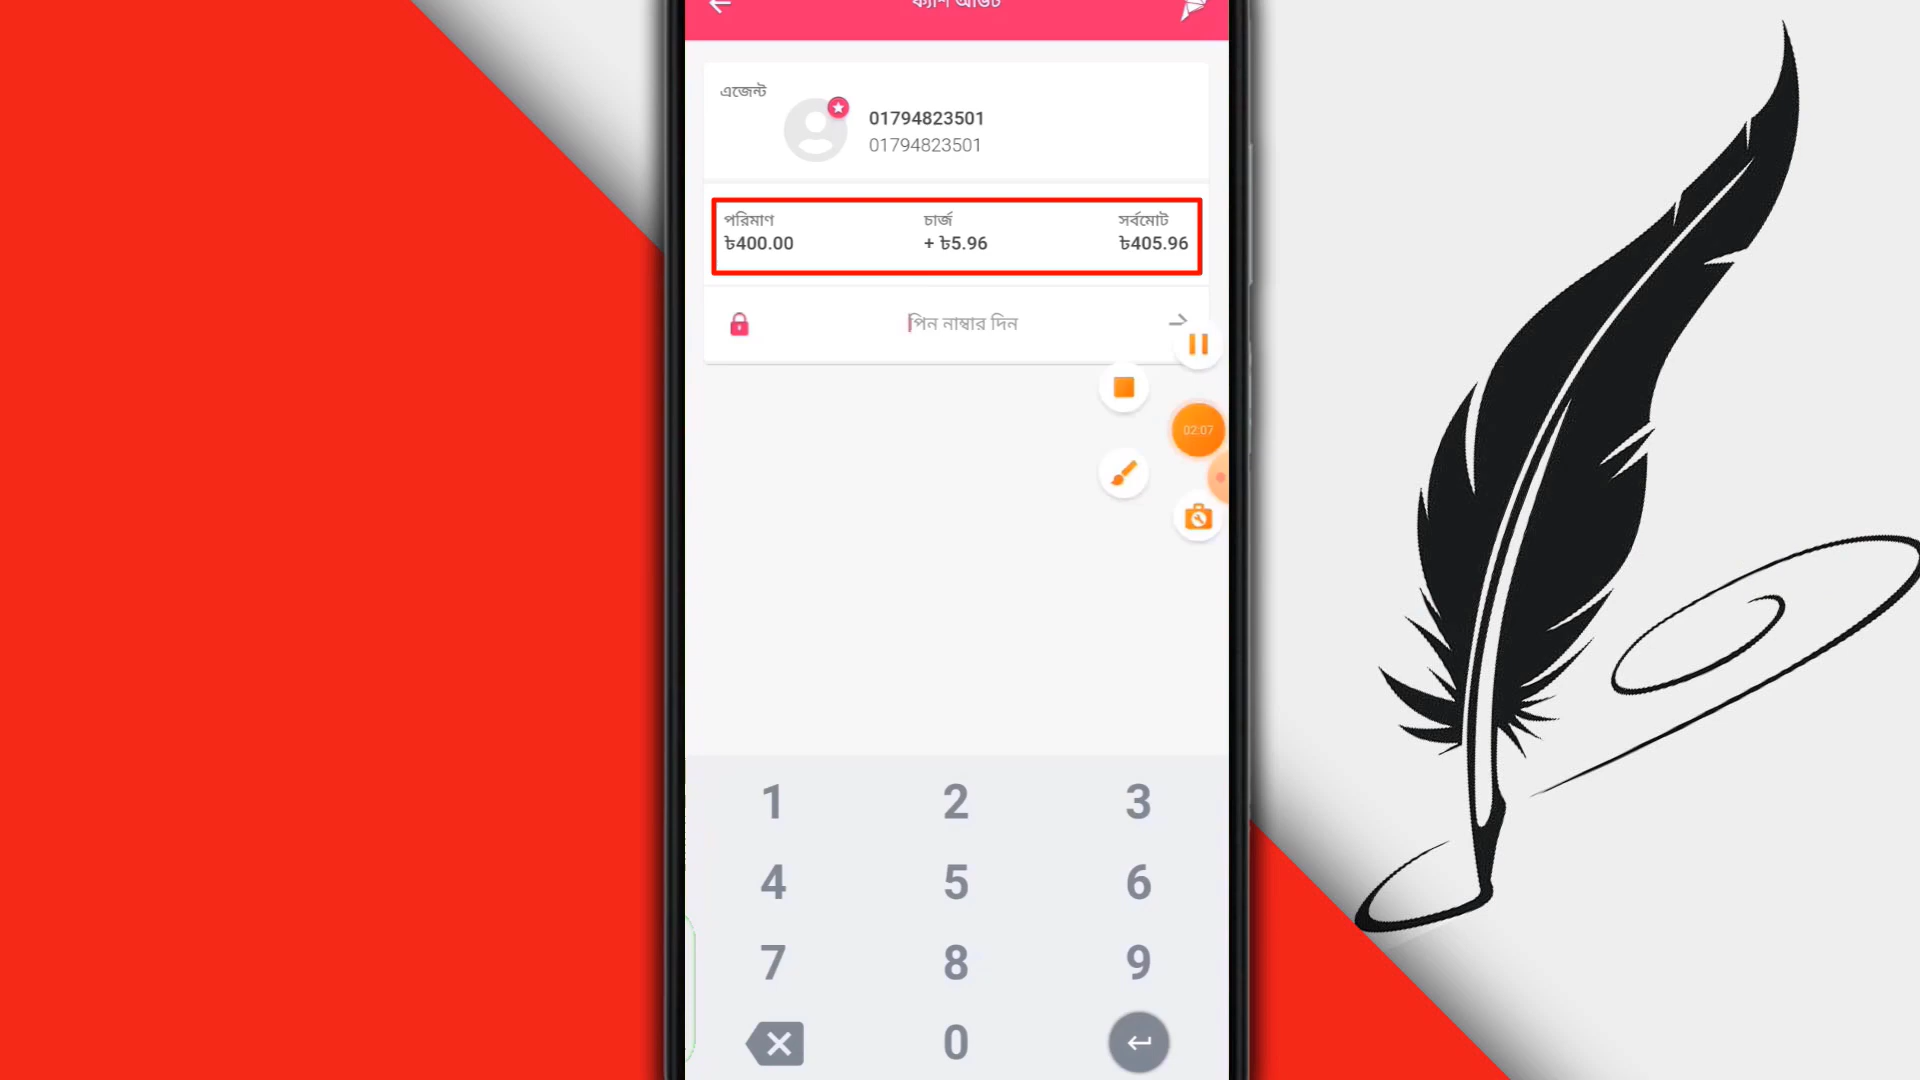 ক্যাশ আউট
এজেন্ট
01794823501
01794823501
পরিমাণ চার্জ সর্বমোট
৳400.00 + ৳5.96 ৳405.96
পিন নাম্বার দিন
02:07
1 2 3
4 5 6
7 8 9
0